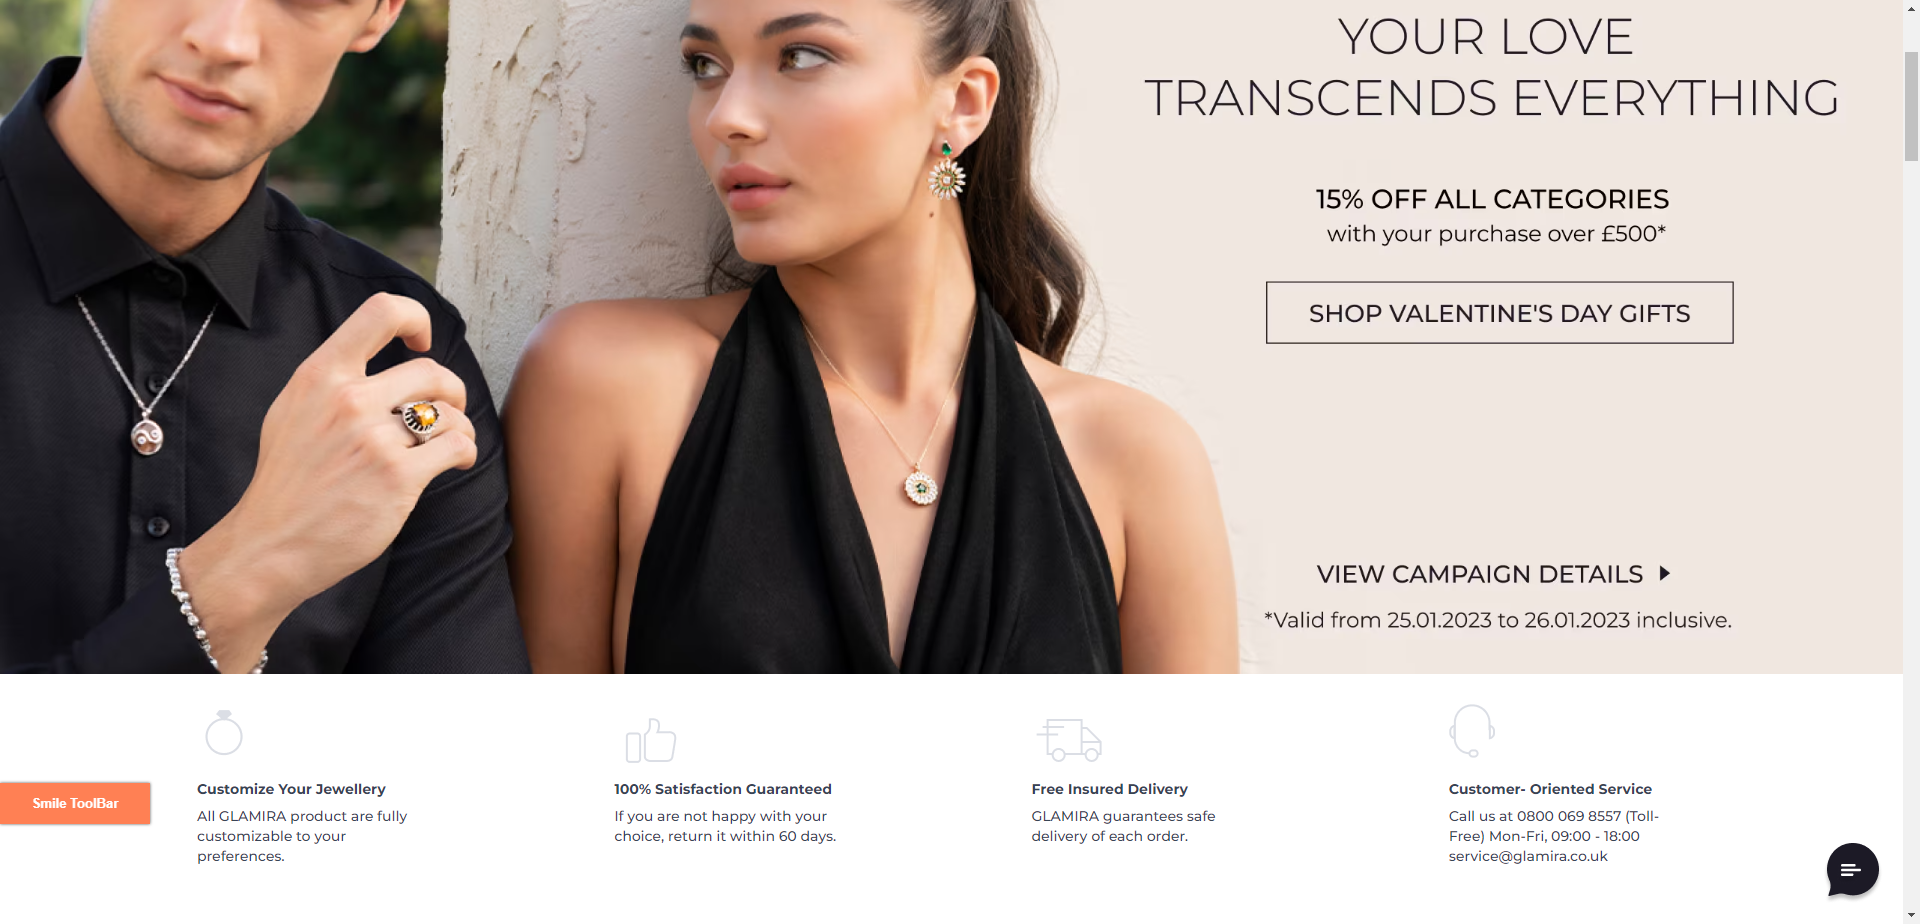 YOUR LOVE
TRANSCENDS EVERYTHING
15% OFF ALL CATEGORIES
with your purchase over £500*
SHOP VALENTINE'S DAY GIFTS
VIEW CAMPAIGN DETAILS
*Valid from 25.01.2023 to 26.01.2023 inclusive.
Smile ToolBar
Customize Your Jewellery
All GLAMIRA product are fully
customizable to your
preferences.
100% Satisfaction Guaranteed
If you are not happy with your
choice, return it within 60 days.
Free Insured Delivery
GLAMIRA guarantees safe
delivery of each order.
Customer- Oriented Service
Call us at 0800 069 8557 (Toll-
Free) Mon-Fri, 09:00 - 18:00
service@glamira.co.uk